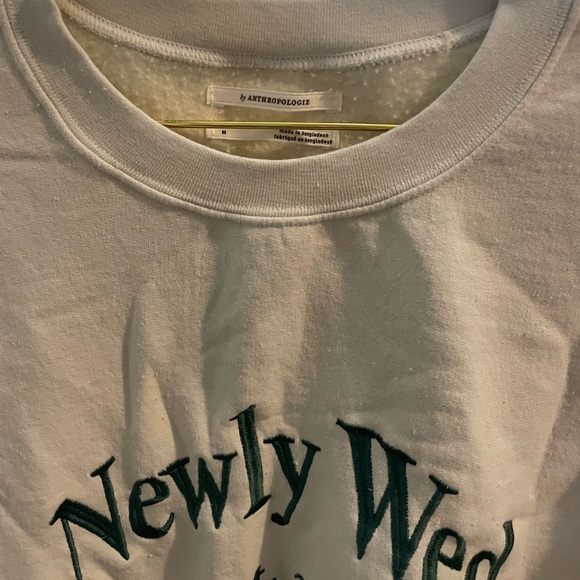 by ANTHROPOLOGIE
M
made in bangladesh
fabriqué au bangladesh
Newly Wed